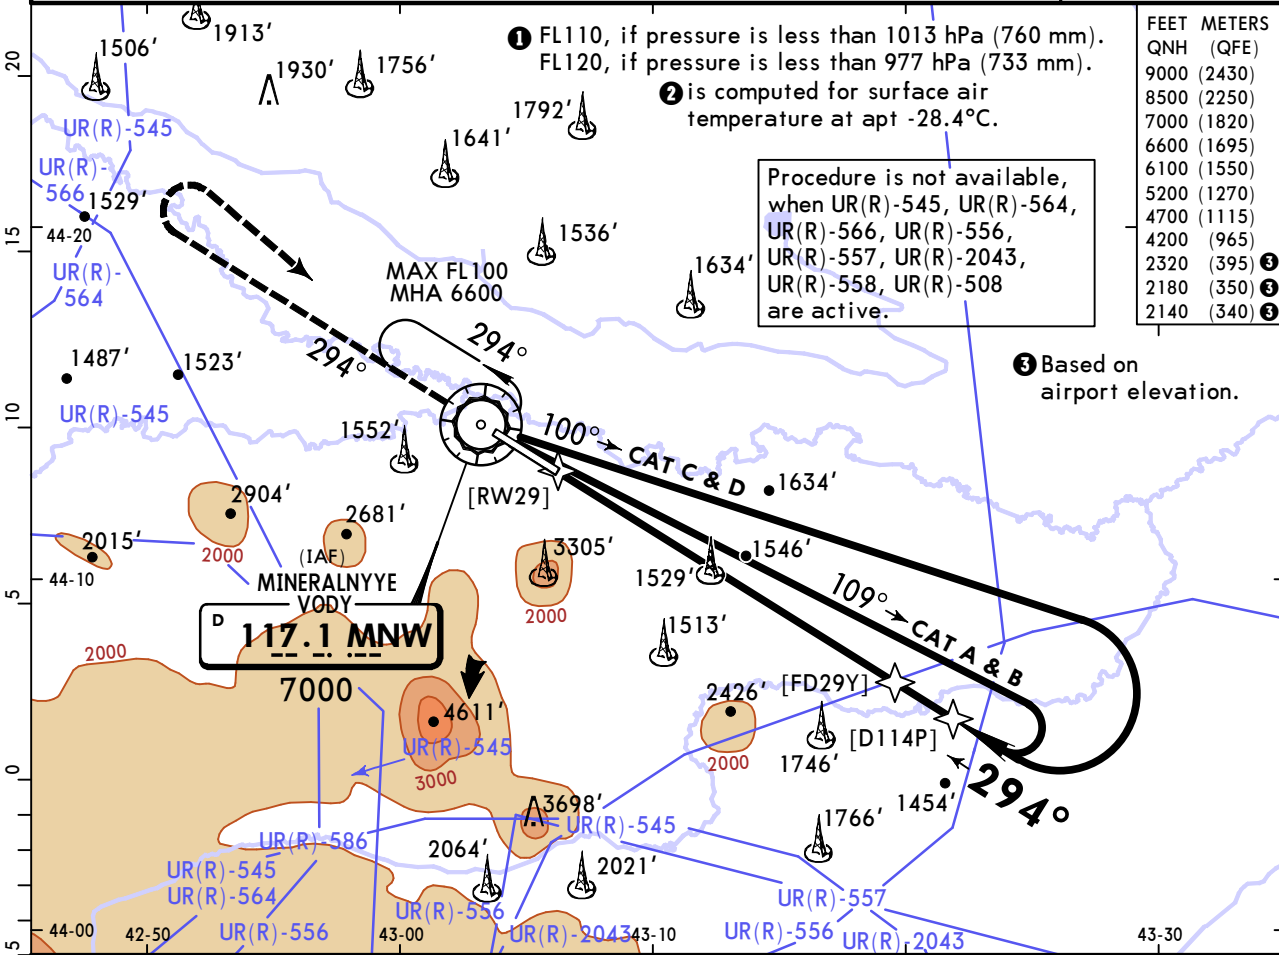 ❶ FL110, if pressure is less than 1013 hPa (760 mm).
FL120, if pressure is less than 977 hPa (733 mm).
❷ is computed for surface air
temperature at apt -28.4°C.
FEET METERS
QNH (QFE)
9000 (2430)
8500 (2250)
7000 (1820)
6600 (1695)
6100 (1550)
5200 (1270)
4700 (1115)
4200 (965)
2320 (395) ❸
2180 (350) ❸
2140 (340) ❸
❸ Based on
airport elevation.
Procedure is not available,
when UR(R)-545, UR(R)-564,
UR(R)-566, UR(R)-556,
UR(R)-557, UR(R)-2043,
UR(R)-558, UR(R)-508
are active.
20
15
10
5
0
5
1913'
1506'
1930'
1756'
1792'
1641'
UR(R)-545
UR(R)-
566
1529'
44-20
UR(R)-
564
1536'
1634'
MAX FL100
MHA 6600
294°
294°
1487'
1523'
UR(R)-545
1552'
100°
CAT C & D
[RW29]
1634'
2904'
2000
2681'
2015'
44-10
3305'
2000
1546'
1529'
(IAF)
MINERALNYYE
VODY
D
117.1 MNW
7000
109°
CAT A & B
1513'
2000
[FD29Y]
2426'
2000
[D114P]
1746'
4611'
UR(R)-545
3000
294°
1454'
3698'
UR(R)-545
1766'
UR(R)-586
2064'
2021'
UR(R)-545
UR(R)-564
UR(R)-557
UR(R)-556
UR(R)-556
UR(R)-2043
UR(R)-556
UR(R)-2043
44-00
42-50
43-00
43-10
43-30